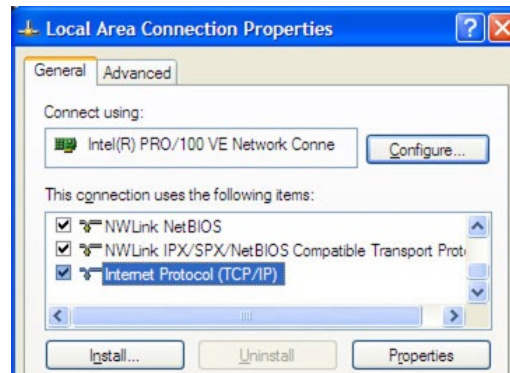 Local Area Connection Properties
General Advanced
Connect using:
Intel(R) PRO/100 VE Network Conne
Configure...
This connection uses the following items:
NWLink NetBIOS
NWLink IPX/SPX/NetBIOS Compatible Transport Proto
Internet Protocol (TCP/IP)
Install... Uninstall Properties